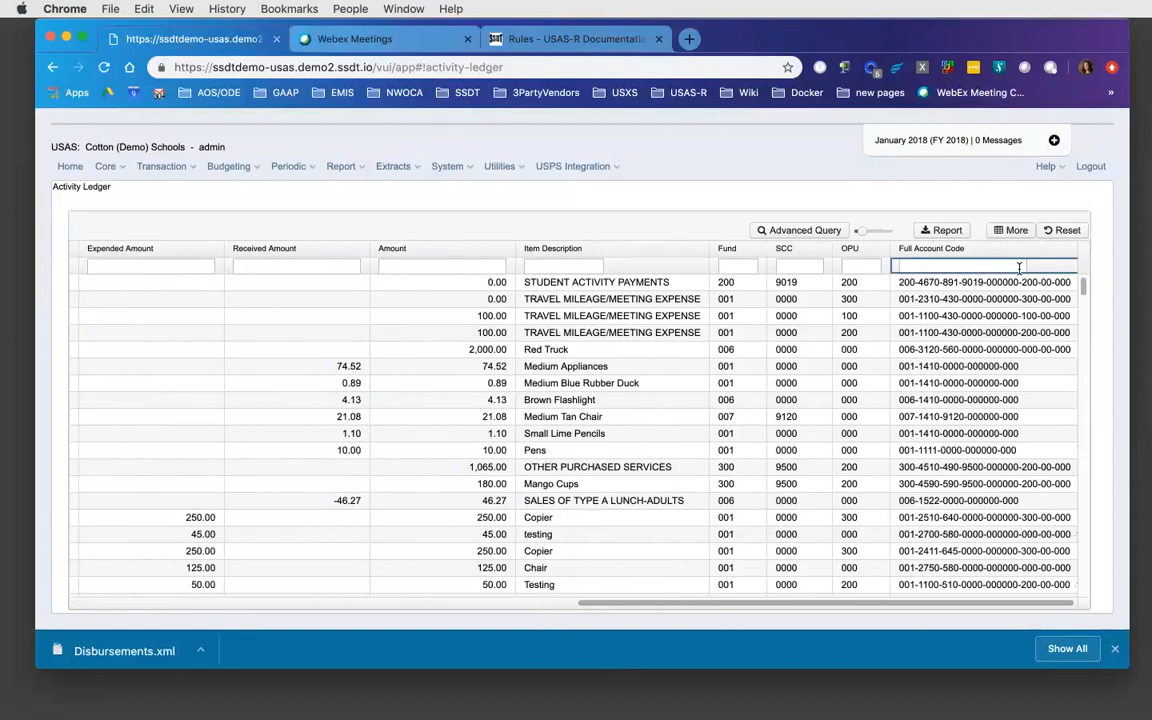 Chrome File Edit View History Bookmarks People Window Help
https://ssdtdemo-usas.demo2 Webex Meetings Rules - USAS-R Documentation
https://ssdtdemo-usas.demo2.ssdt.io/vui/app#!activity-ledger
Apps AOS/ODE GAAP EMIS NWOCA SSDT 3PartyVendors USXS USAS-R Wiki Docker new pages WebEx Meeting C... »
January 2018 (FY 2018) | 0 Messages
USAS: Cotton (Demo) Schools - admin
Home Core Transaction Budgeting Periodic Report Extracts System Utilities USPS Integration Help Logout
Activity Ledger
Advanced Query Report More Reset
Expended Amount Received Amount Amount Item Description Fund SCC OPU Full Account Code
0.00 STUDENT ACTIVITY PAYMENTS 200 9019 200 200-4670-891-9019-000000-200-00-000
0.00 TRAVEL MILEAGE/MEETING EXPENSE 001 0000 300 001-2310-430-0000-000000-300-00-000
100.00 TRAVEL MILEAGE/MEETING EXPENSE 001 0000 100 001-1100-430-0000-000000-100-00-000
100.00 TRAVEL MILEAGE/MEETING EXPENSE 001 0000 200 001-1100-430-0000-000000-200-00-000
2,000.00 Red Truck 006 0000 000 006-3120-560-0000-000000-000-00-000
74.52 74.52 Medium Appliances 001 0000 000 001-1410-0000-000000-000
0.89 0.89 Medium Blue Rubber Duck 001 0000 000 001-1410-0000-000000-000
4.13 4.13 Brown Flashlight 006 0000 000 006-1410-0000-000000-000
21.08 21.08 Medium Tan Chair 007 9120 000 007-1410-9120-000000-000
1.10 1.10 Small Lime Pencils 001 0000 000 001-1410-0000-000000-000
10.00 10.00 Pens 001 0000 000 001-1111-0000-000000-000
1,065.00 OTHER PURCHASED SERVICES 300 9500 200 300-4510-490-9500-000000-200-00-000
180.00 Mango Cups 300 9500 200 300-4590-590-9500-000000-200-00-000
-46.27 46.27 SALES OF TYPE A LUNCH-ADULTS 006 0000 000 006-1522-0000-000000-000
250.00 250.00 Copier 001 0000 300 001-2510-640-0000-000000-300-00-000
45.00 45.00 testing 001 0000 000 001-2700-580-0000-000000-000-00-000
250.00 250.00 Copier 001 0000 300 001-2411-645-0000-000000-300-00-000
125.00 125.00 Chair 001 0000 000 001-2750-580-0000-000000-000-00-000
50.00 50.00 Testing 001 0000 200 001-1100-510-0000-000000-200-00-000
Disbursements.xml Show All